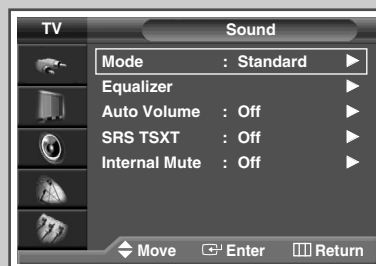 TV Sound
Mode : Standard
Equalizer
Auto Volume : Off
SRS TSXT : Off
Internal Mute : Off
Move Enter Return